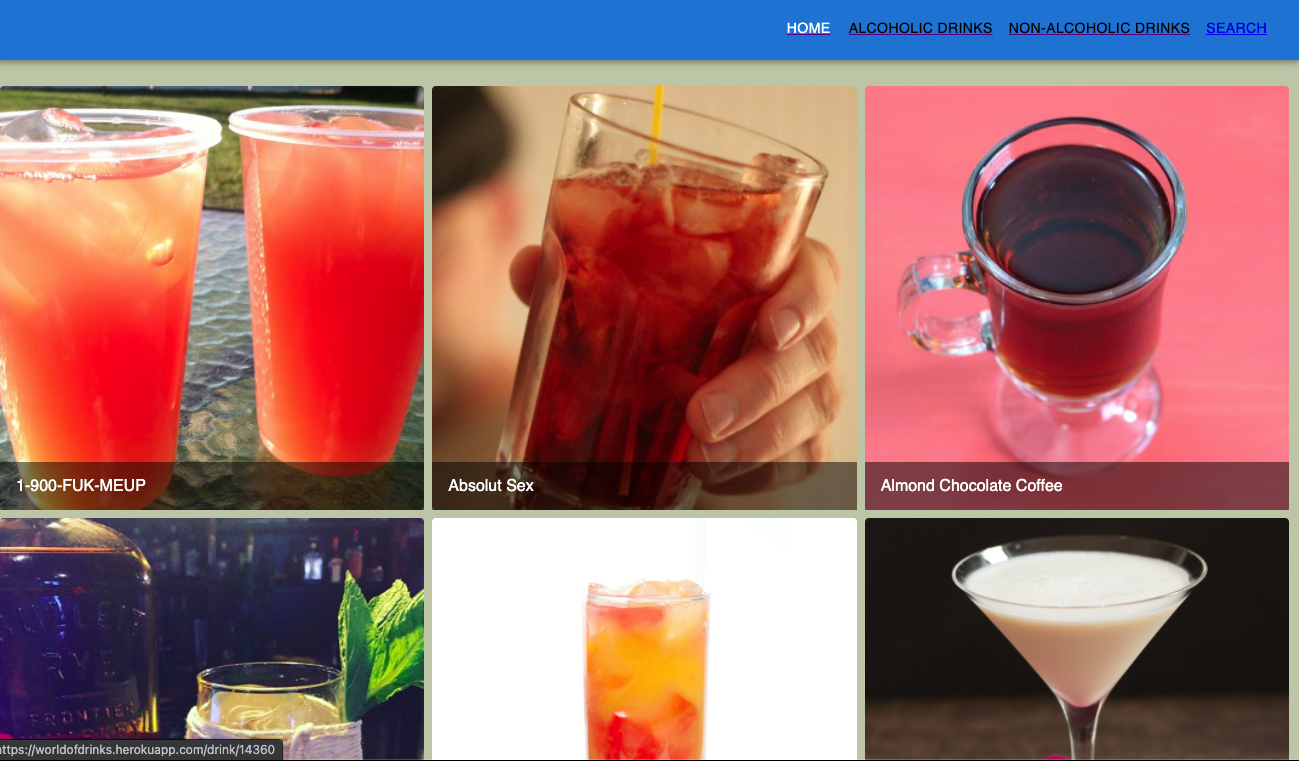 HOME ALCOHOLIC DRINKS NON-ALCOHOLIC DRINKS SEARCH
1-900-FUK-MEUP
Absolut Sex
Almond Chocolate Coffee
RYE
FRONTIER
https://worldofdrinks.herokuapp.com/drink/14360